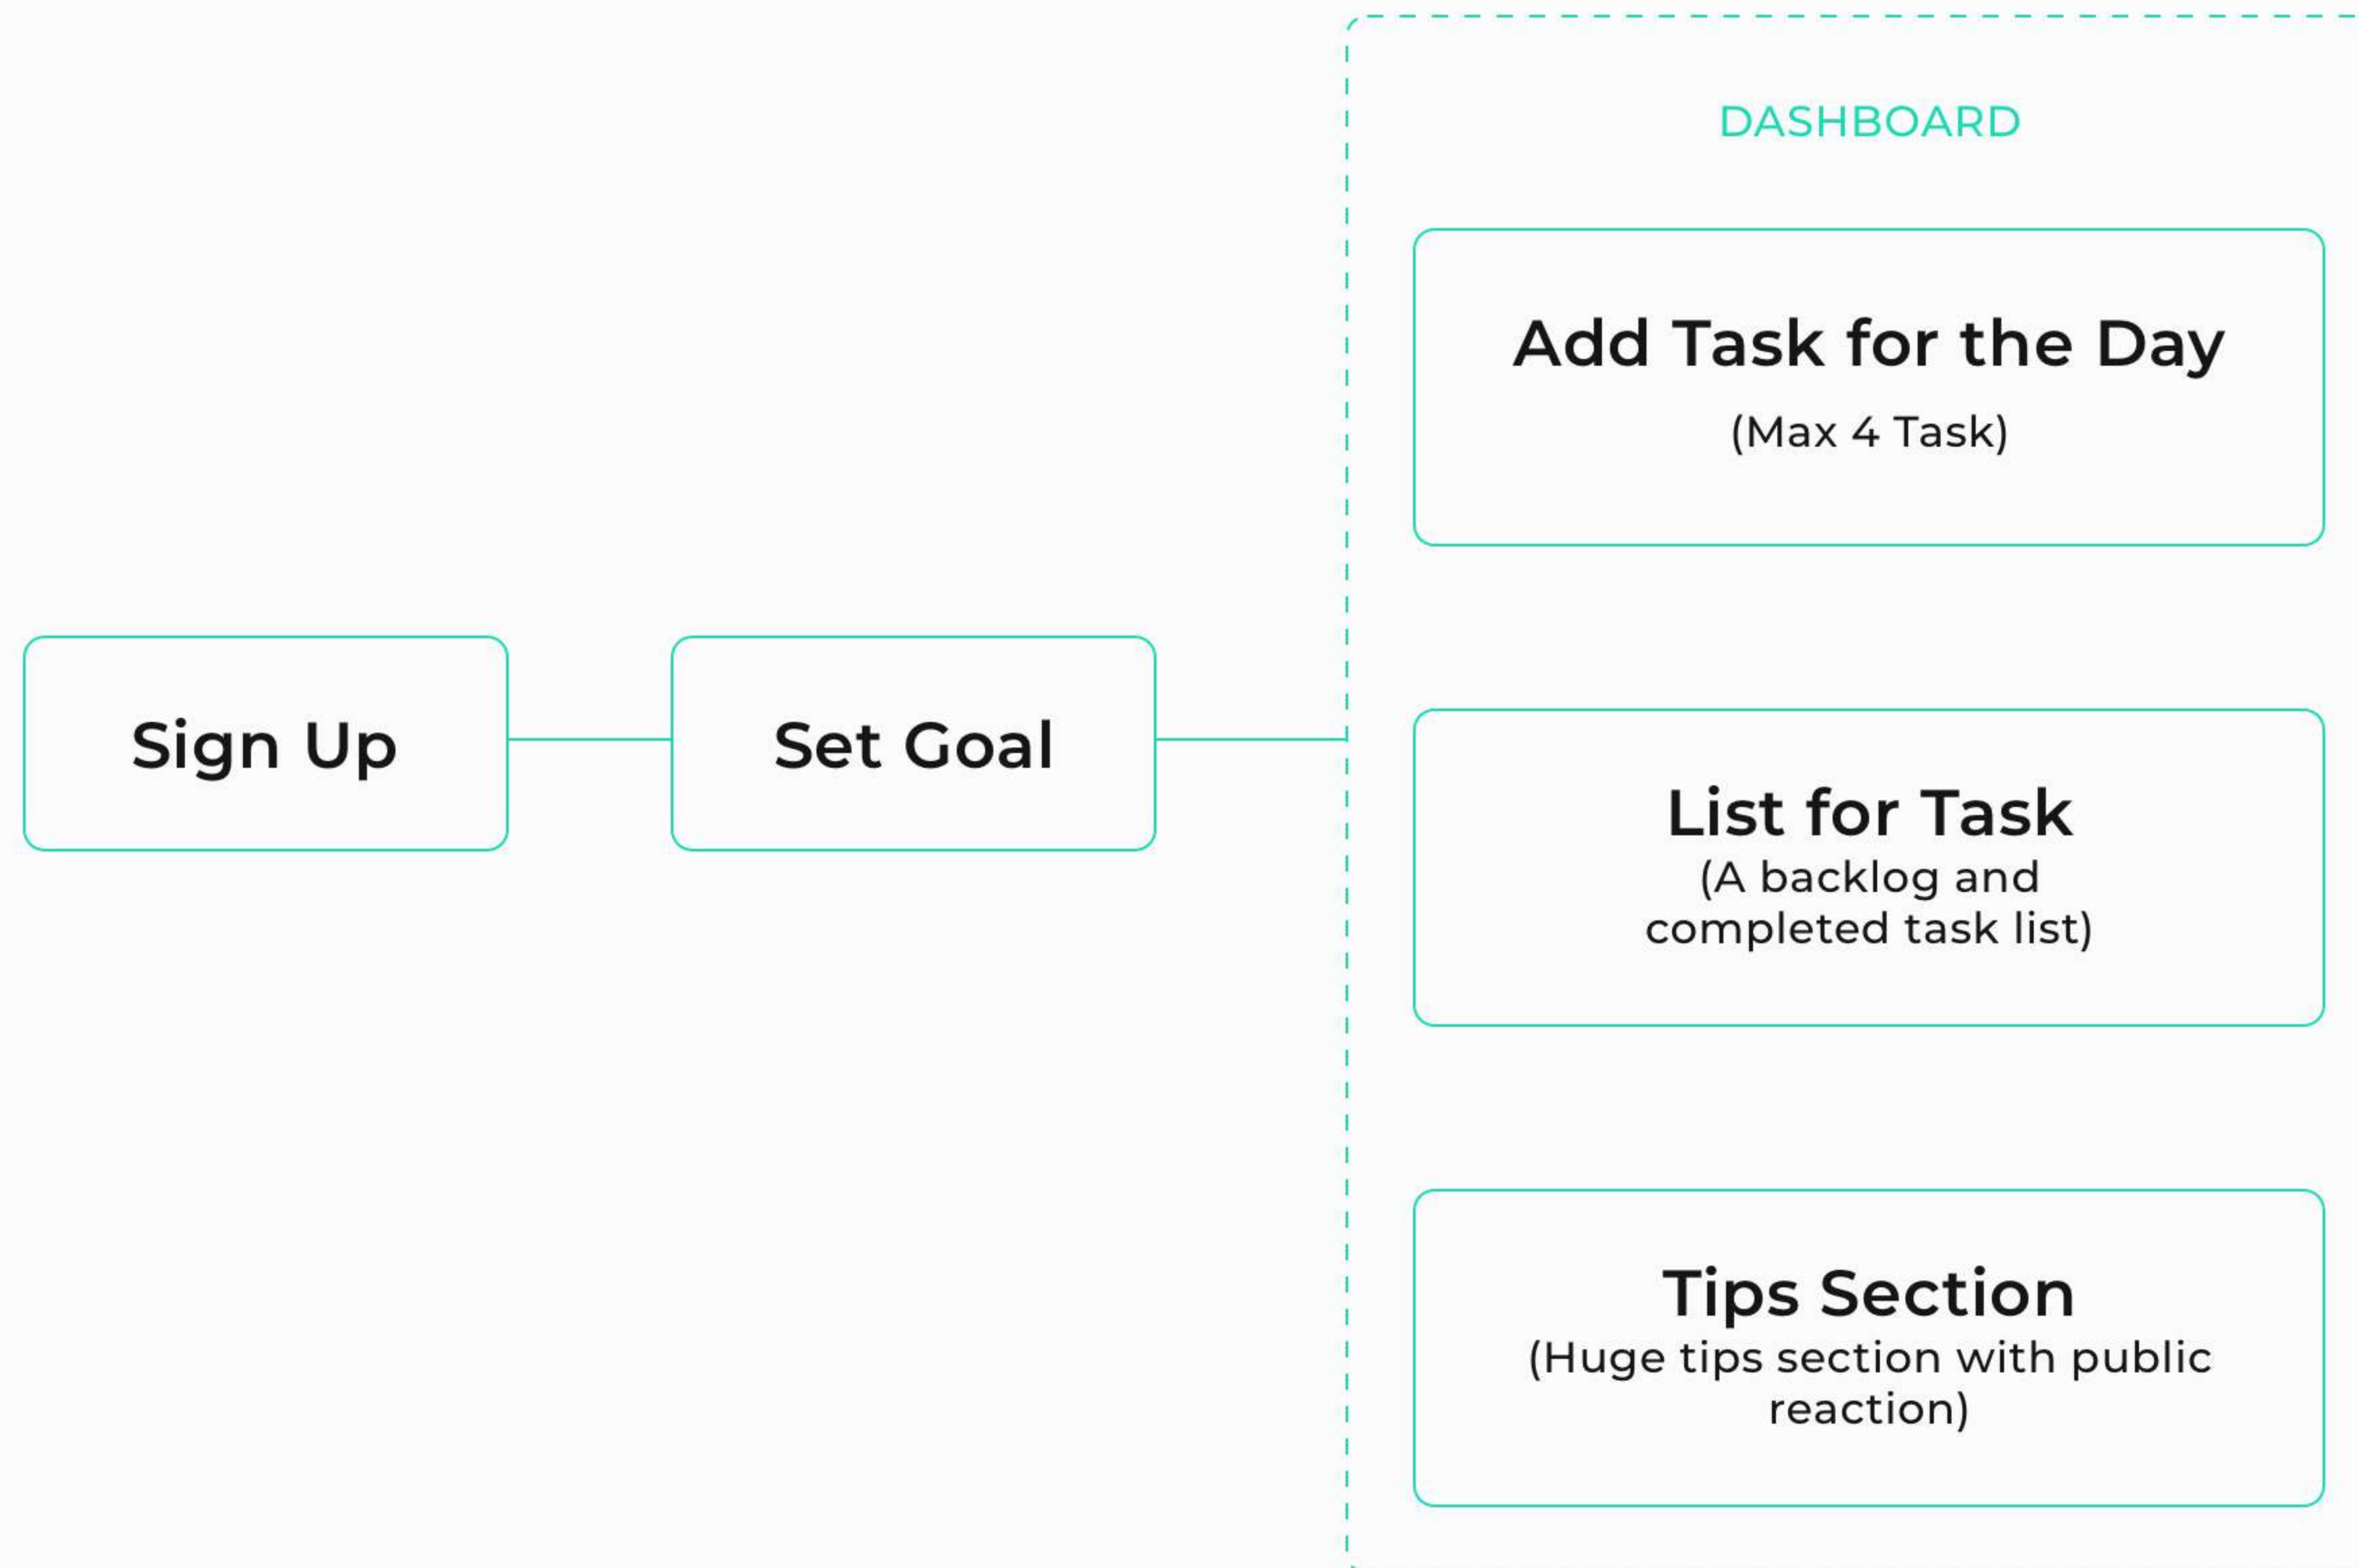 DASHBOARD
Add Task for the Day
(Max 4 Task)
Sign Up
Set Goal
List for Task
(A backlog and
completed task list)
Tips Section
(Huge tips section with public
reaction)